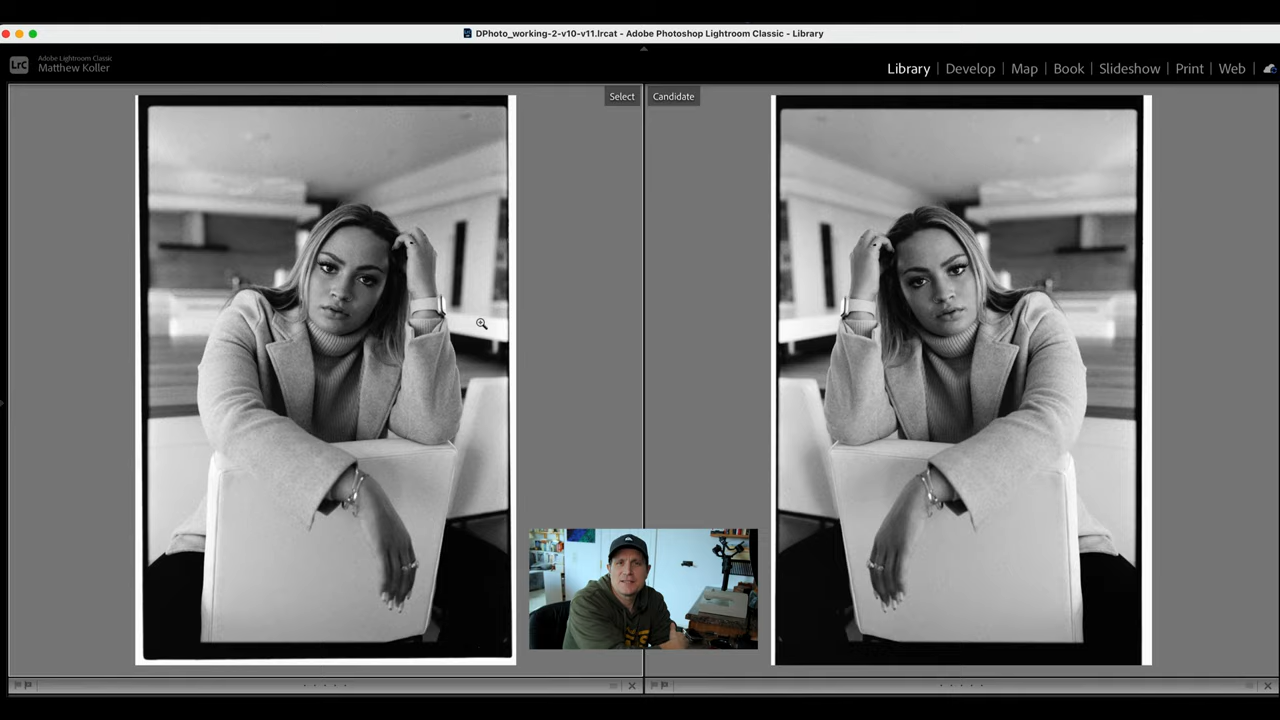 DPhoto_working-2-v10-v11.lrcat - Adobe Photoshop Lightroom Classic - Library
LrC
Adobe Lightroom Classic
Matthew Koller
Library | Develop | Map | Book | Slideshow | Print | Web |
Select
Candidate